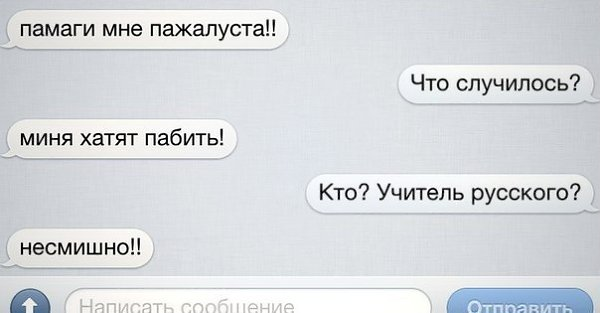 памаги мне пажалуста!!
Что случилось?
миня хатят пабить!
Кто? Учитель русского?
несмишно!!
Написать сообщение
Отправить